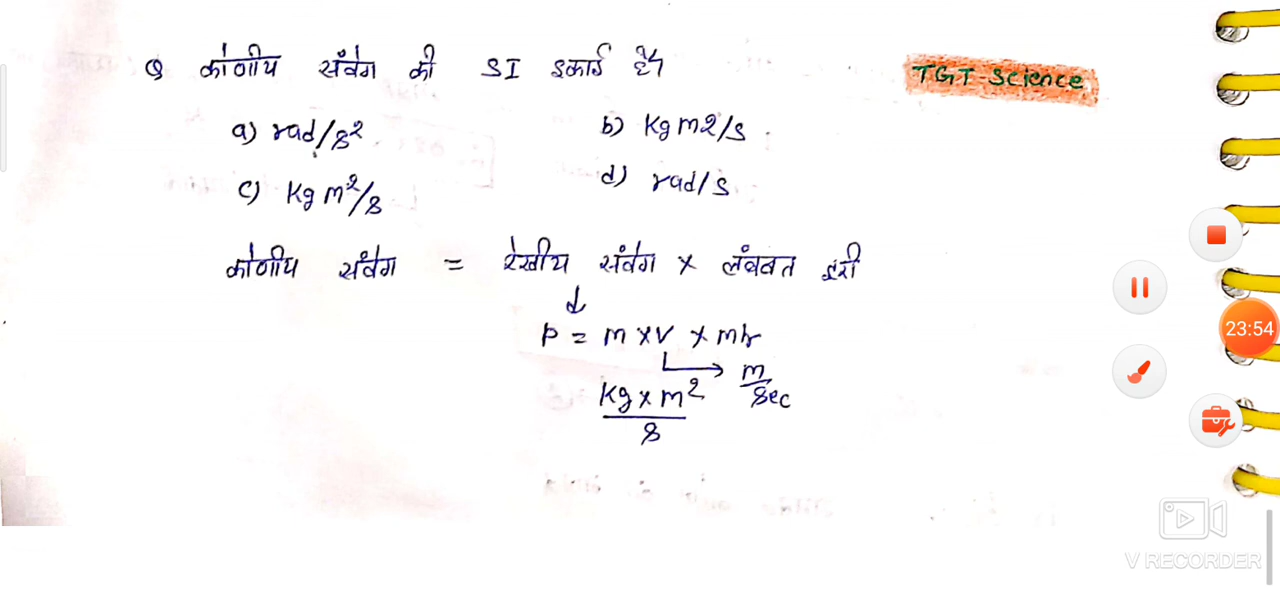 Q कोणीय संवेग की SI इकाई है?
TGT-Science
a) rad/s²
b) Kg m2/s
c) Kg m²/s
d) rad/s
कोणीय संवेग = रेखीय संवेग × लंबवत दूरी
↓
p = m × v × mtr
→ m/sec
Kg × m²/s
23:54
V RECORDER